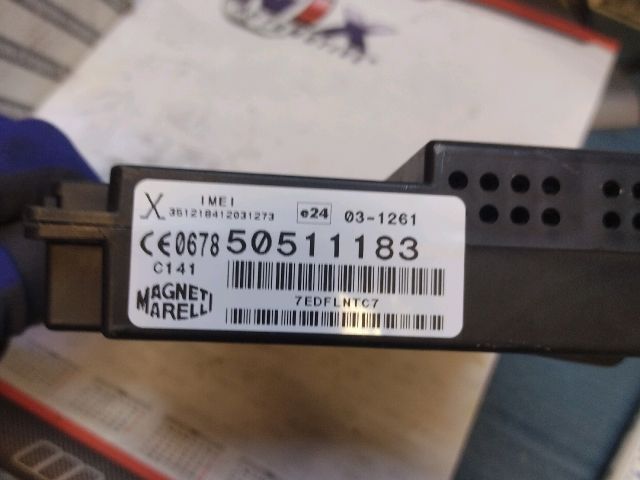 IMEI
351218412031273
e24 03-1261
CE0678 50511183
C141
7EDFLNTC7
MAGNETI
MARELLI